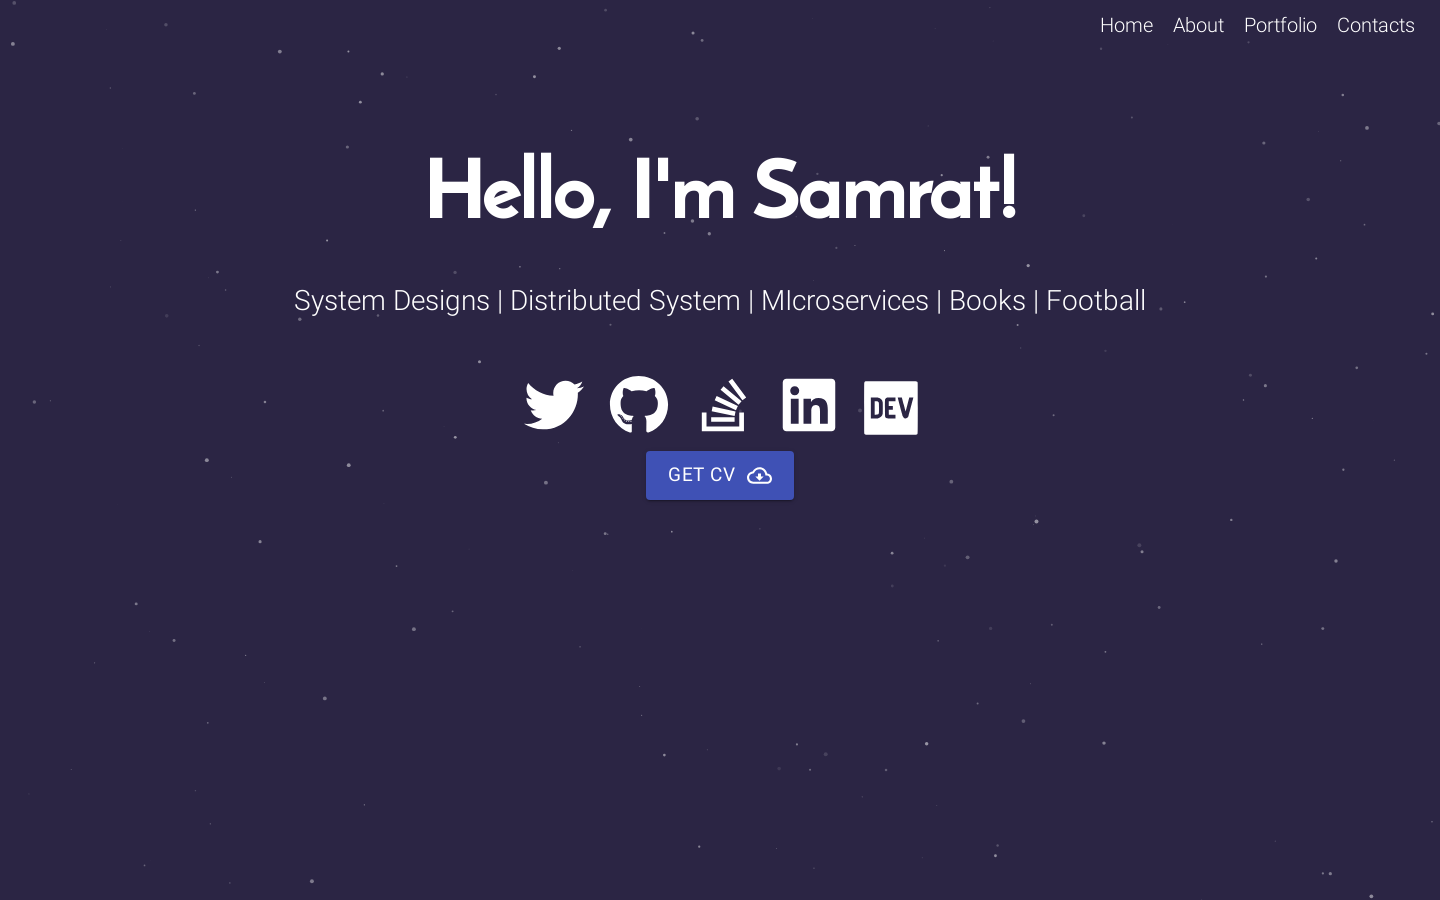 Home About Portfolio Contacts
Hello, I'm Samrat!
System Designs | Distributed System | MIcroservices | Books | Football
in DEV
GET CV